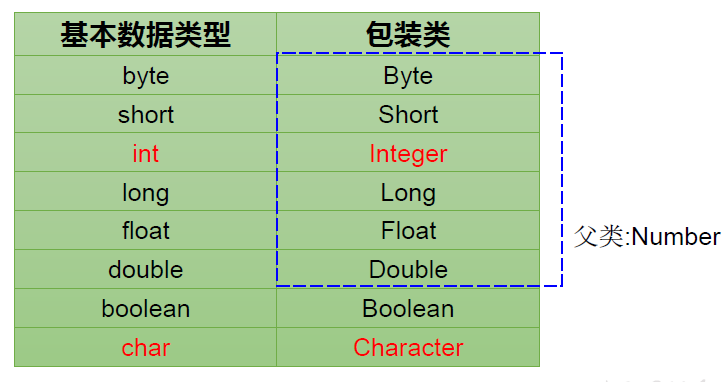 基本数据类型 包装类
byte Byte
short Short
int Integer
long Long
float Float
double Double
父类:Number
boolean Boolean
char Character